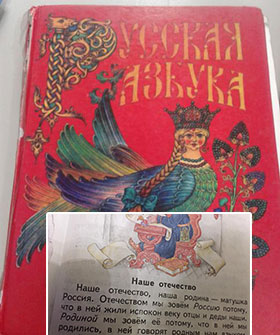 Русская
Азбука
Наше отечество
Наше отечество, наша родина — матушка
Россия. Отечеством мы зовём Россию потому,
что в ней жили испокон веку отцы и деды наши.
Родиной мы зовём её потому, что в ней мы
родились, в ней говорят родным нам языком